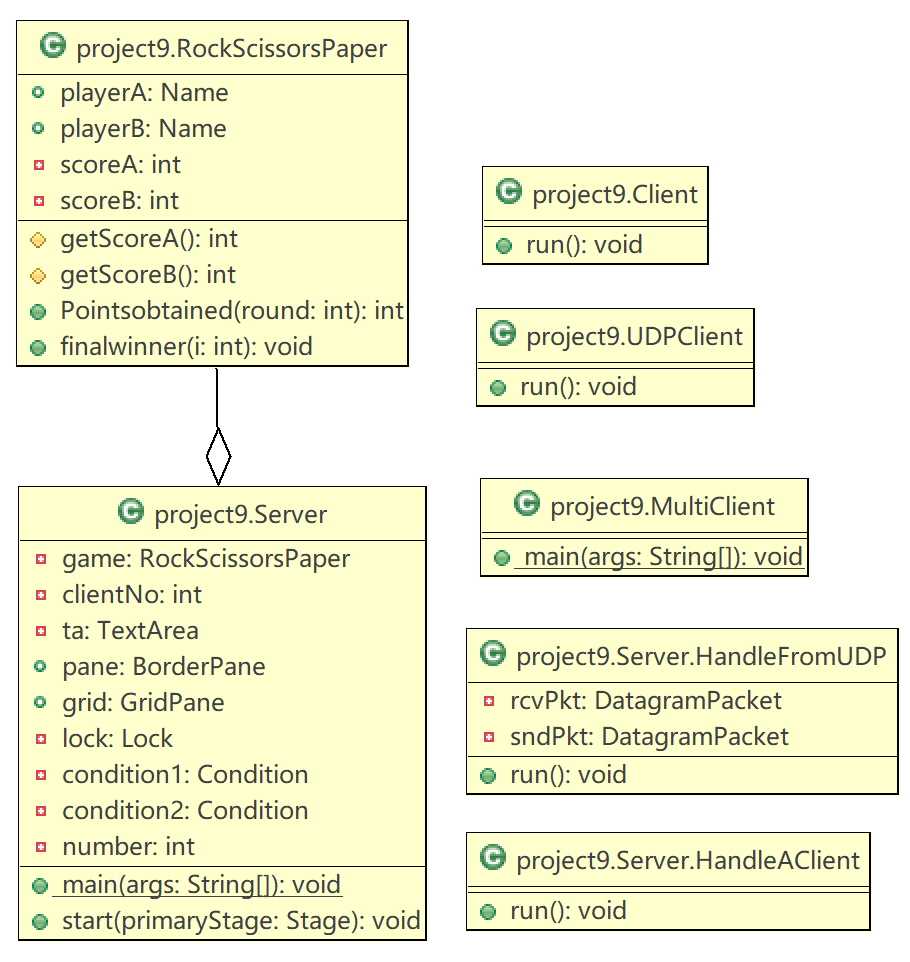 project9.RockScissorsPaper
playerA: Name
playerB: Name
scoreA: int
scoreB: int
getScoreA(): int
getScoreB(): int
Pointsobtained(round: int): int
finalwinner(i: int): void
project9.Server
game: RockScissorsPaper
clientNo: int
ta: TextArea
pane: BorderPane
grid: GridPane
lock: Lock
condition1: Condition
condition2: Condition
number: int
main(args: String[]): void
start(primaryStage: Stage): void
project9.Client
run(): void
project9.UDPClient
run(): void
project9.MultiClient
main(args: String[]): void
project9.Server.HandleFromUDP
rcvPkt: DatagramPacket
sndPkt: DatagramPacket
run(): void
project9.Server.HandleAClient
run(): void